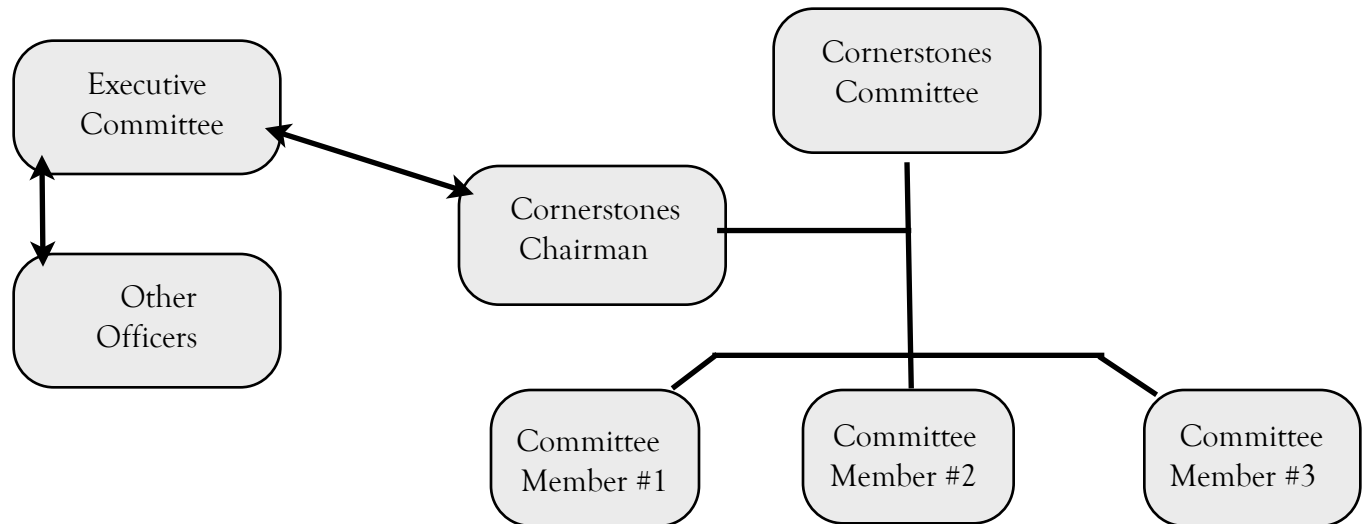 Executive
Committee
Cornerstones
Committee
Cornerstones
Chairman
Other
Officers
Committee
Member #1
Committee
Member #2
Committee
Member #3